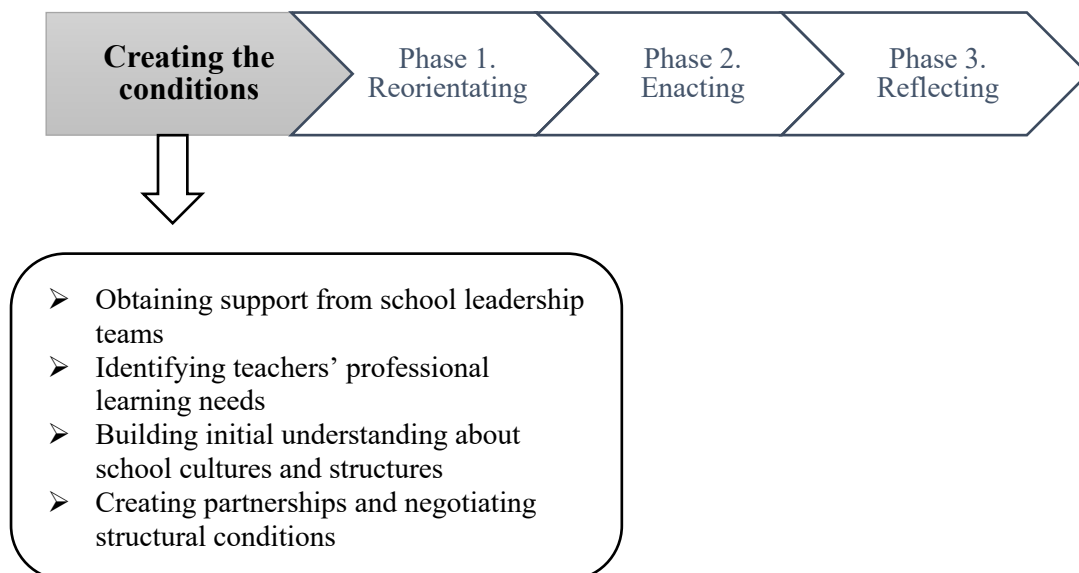 Creating the
conditions
Phase 1.
Reorientating
Phase 2.
Enacting
Phase 3.
Reflecting
➢ Obtaining support from school leadership
teams
➢ Identifying teachers’ professional
learning needs
➢ Building initial understanding about
school cultures and structures
➢ Creating partnerships and negotiating
structural conditions